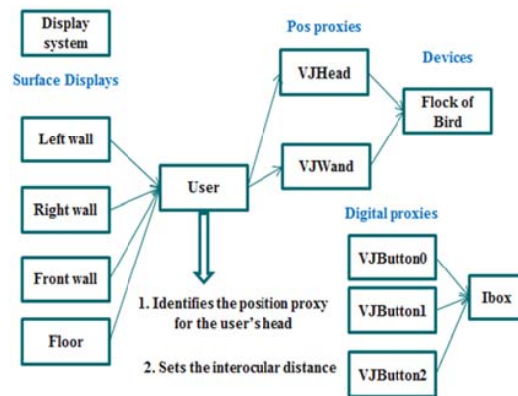 Display
system
Surface Displays
Left wall
Right wall
Front wall
Floor
User
1. Identifies the position proxy
for the user's head
2. Sets the interocular distance
Pos proxies
VJHead
VJWand
Devices
Flock of
Bird
Digital proxies
VJButton0
VJButton1
VJButton2
Ibox